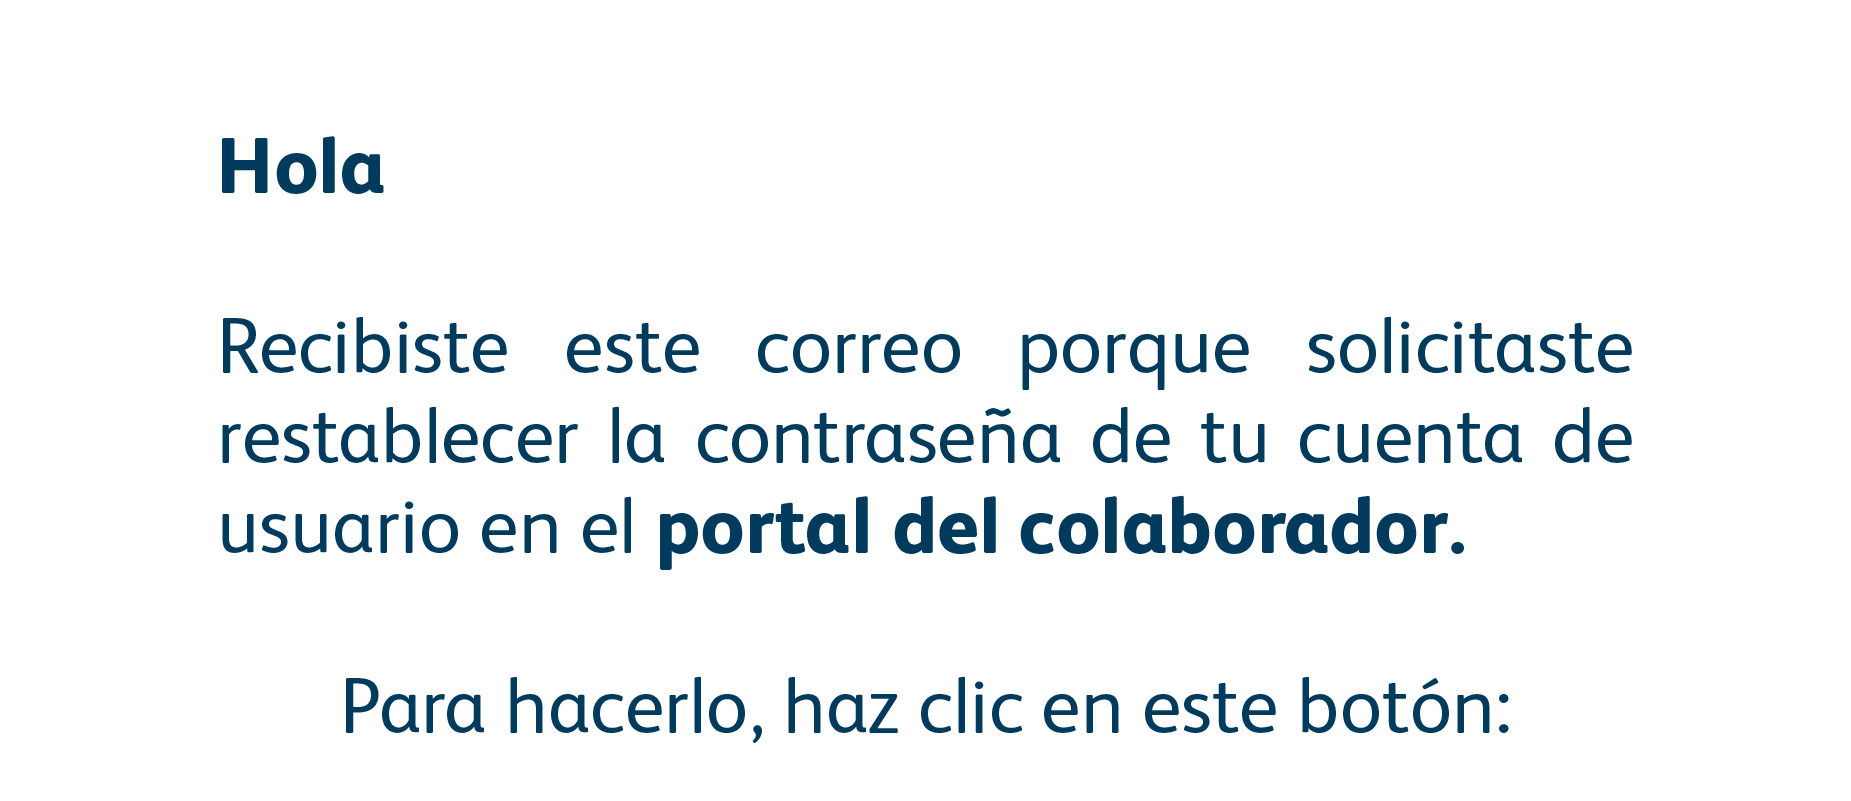 Hola
Recibiste este correo porque solicitaste
restablecer la contraseña de tu cuenta de
usuario en el portal del colaborador.
Para hacerlo, haz clic en este botón: